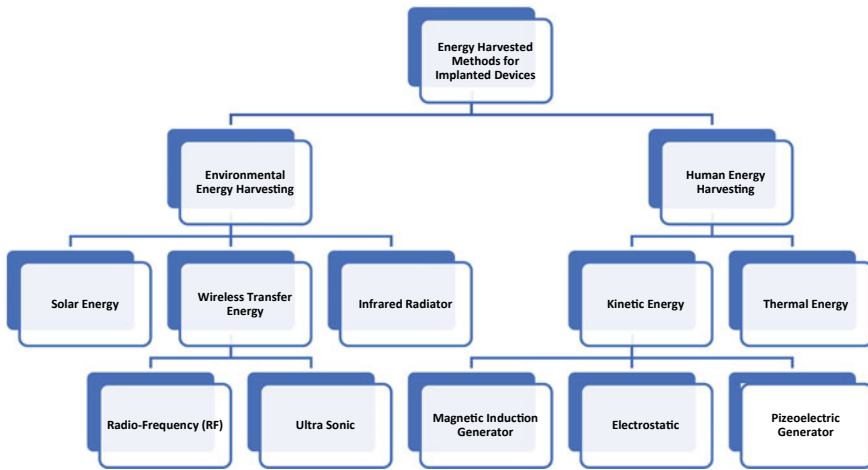 Energy Harvested
Methods for
Implanted Devices
Environmental
Energy Harvesting
Human Energy
Harvesting
Solar Energy
Wireless Transfer
Energy
Infrared Radiator
Kinetic Energy
Thermal Energy
Radio-Frequency (RF)
Ultra Sonic
Magnetic Induction
Generator
Electrostatic
Pizeoelectric
Generator